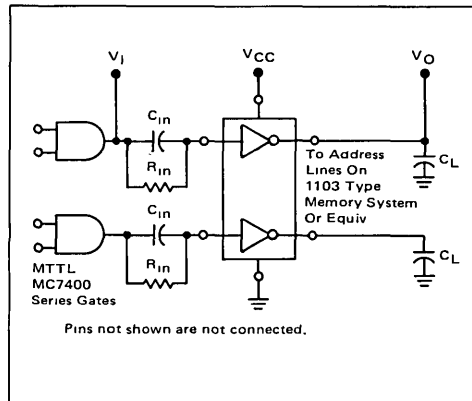 VI
VCC
VO
Cin
Rin
To Address
Lines On
1103 Type
Memory System
Or Equiv
CL
Cin
Rin
CL
MTTL
MC7400
Series Gates
Pins not shown are not connected.